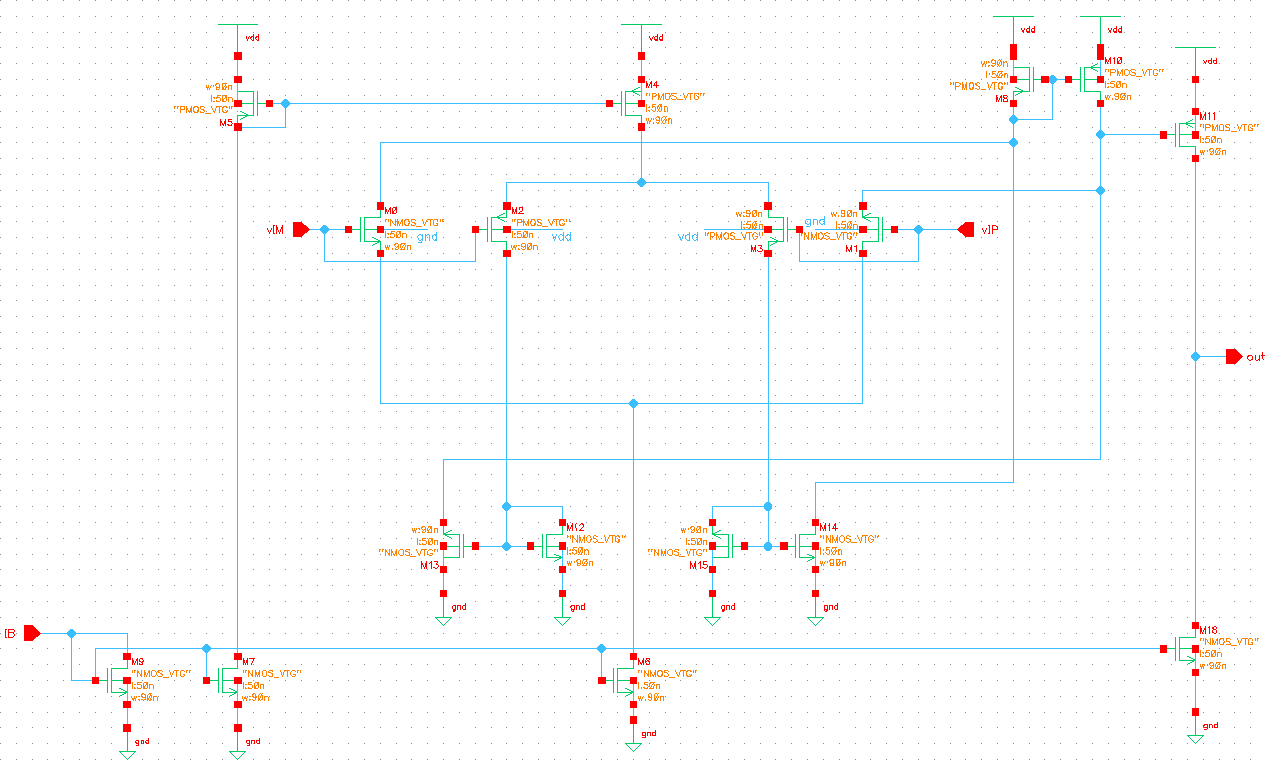 vdd
vdd
vdd
vdd
vdd
w:90n
l:50n
"PMOS_VTG"
M5
M4
"PMOS_VTG"
l:50n
w:90n
w:90n
l:50n
"PMOS_VTG"
M8
M10
"PMOS_VTG"
l:50n
w:90n
M11
"PMOS_VTG"
l:50n
w:90n
vIM
M0
"NMOS_VTG"
l:50n
gnd
w:90n
M2
"PMOS_VTG"
l:50n
vdd
w:90n
w:90n
l:50n
vdd
"PMOS_VTG"
M3
w:90n
gnd
l:50n
"NMOS_VTG"
M1
vIP
out
w:90n
l:50n
"NMOS_VTG"
M13
gnd
M12
"NMOS_VTG"
l:50n
w:90n
gnd
w:90n
l:50n
"NMOS_VTG"
M15
gnd
M14
"NMOS_VTG"
l:50n
w:90n
gnd
IB
M9
"NMOS_VTG"
l:50n
w:90n
gnd
M7
"NMOS_VTG"
l:50n
w:90n
gnd
M6
"NMOS_VTG"
l:50n
w:90n
gnd
"NMOS_VTG"
l:50n
w:90n
gnd